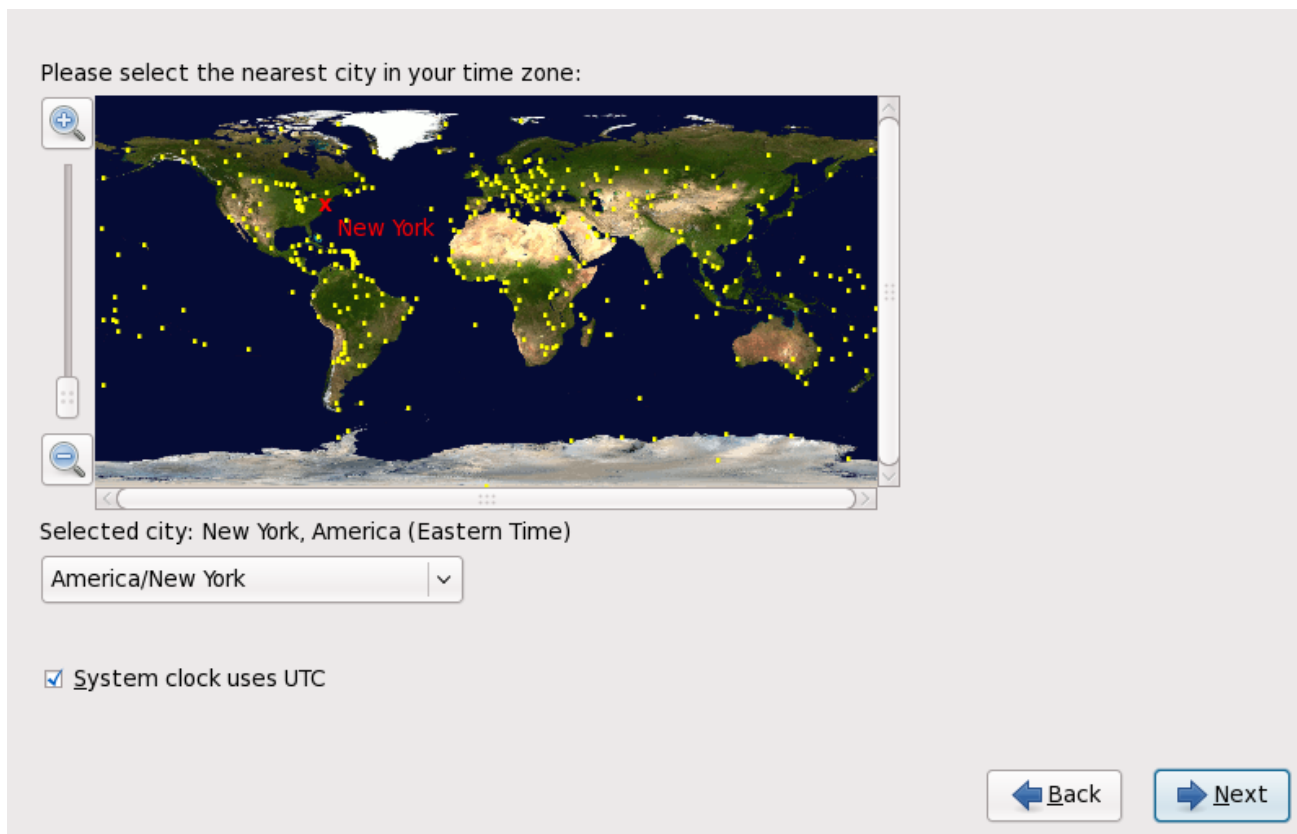 Please select the nearest city in your time zone:
New York
Selected city: New York, America (Eastern Time)
America/New York
System clock uses UTC
Back
Next